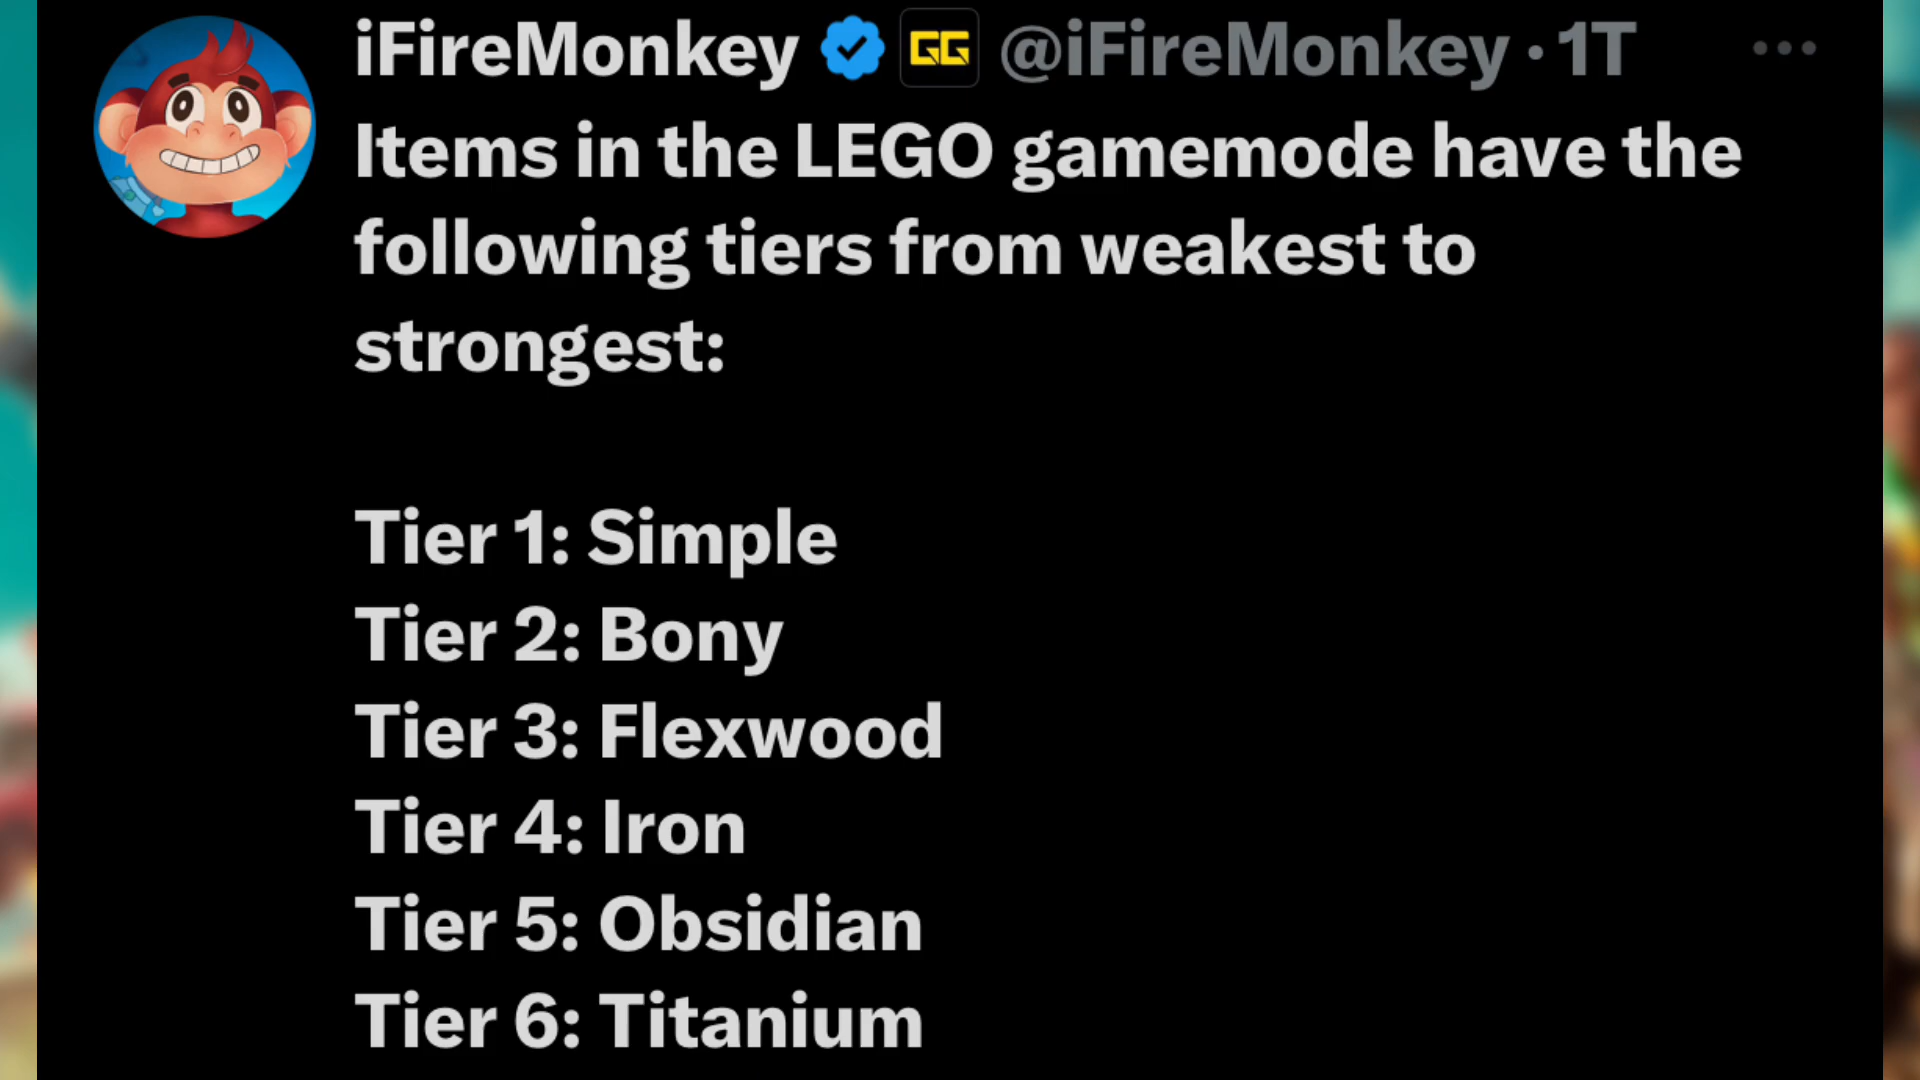 iFireMonkey GG @iFireMonkey · 1T
Items in the LEGO gamemode have the
following tiers from weakest to
strongest:
Tier 1: Simple
Tier 2: Bony
Tier 3: Flexwood
Tier 4: Iron
Tier 5: Obsidian
Tier 6: Titanium